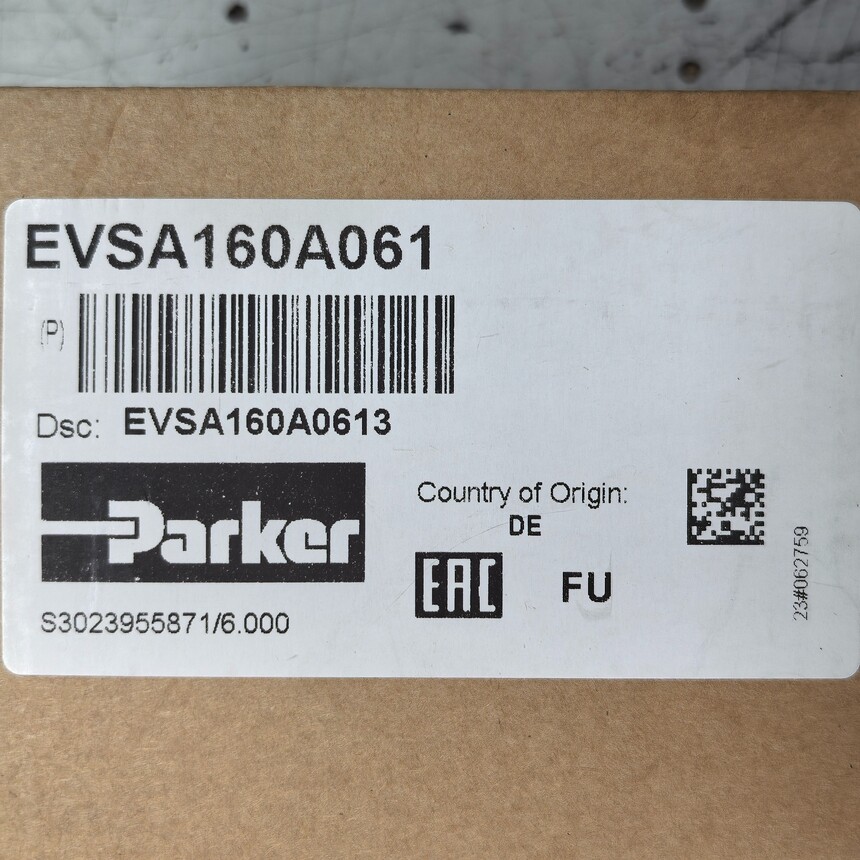 EVSA160A061
(P)
Dsc: EVSA160A0613
Parker
Country of Origin:
DE
EAC FU
S3023955871/6.000
23#062759